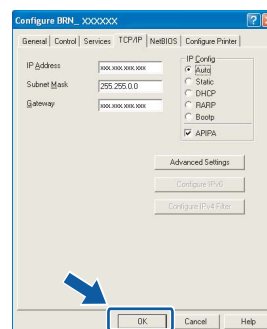 Configure BRN_ XXXXXX
General Control Services TCP/IP NetBIOS Configure Printer
IP Address xxx.xxx.xxx.xxx
Subnet Mask 255.255.0.0
Gateway xxx.xxx.xxx.xxx
IP Config
Auto
Static
DHCP
RARP
Bootp
APIPA
Advanced Settings
Configure IPv6
Configure IPv4 Filter
OK Cancel Help